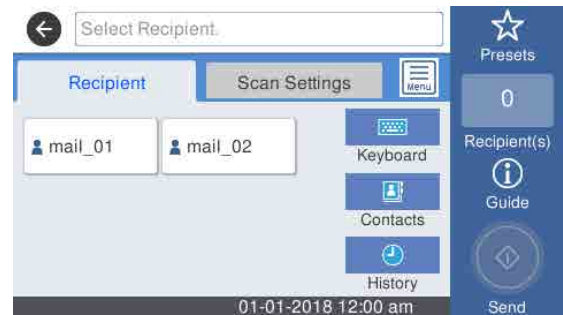 Select Recipient.
Presets
Recipient
Scan Settings
Menu
0
Recipient(s)
mail_01
mail_02
Keyboard
Guide
Contacts
History
01-01-2018 12:00 am
Send